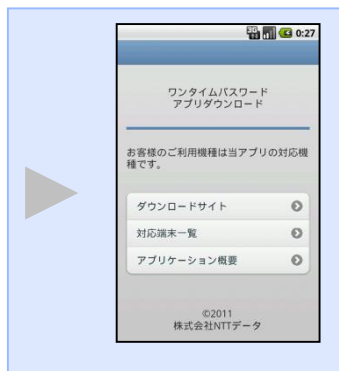 0:27
ワンタイムパスワード
アプリダウンロード
お客様のご利用機種は当アプリの対応機
種です。
ダウンロードサイト
対応端末一覧
アプリケーション概要
©2011
株式会社NTTデータ